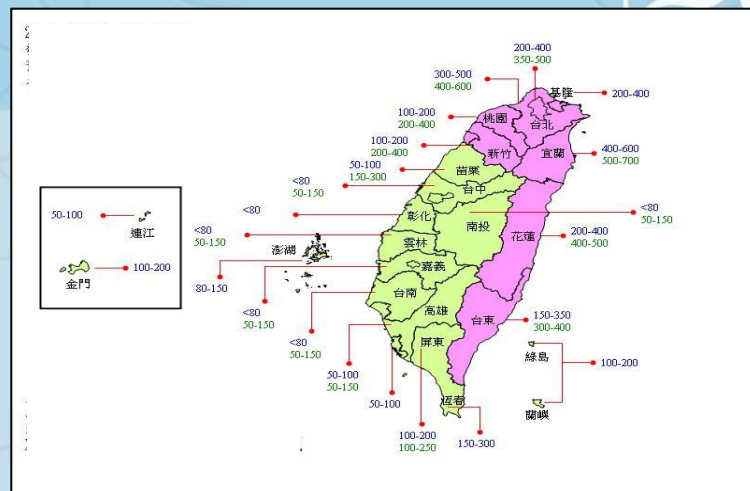 200-400
350-500
300-500
400-600
基隆
200-400
桃園
台北
100-200
200-400
100-200
200-400
新竹
宜蘭
400-600
500-700
50-100
150-300
苗栗
<80
50-150
台中
<80
彰化
南投
<80
50-150
花蓮
200-400
400-500
<80
50-150
雲林
澎湖
80-150
嘉義
<80
50-150
台南
高雄
台東
150-350
300-400
<80
50-150
屏東
綠島
100-200
蘭嶼
50-100
50-150
50-100
恆春
100-200
100-250
150-300
50-100
連江
金門
100-200